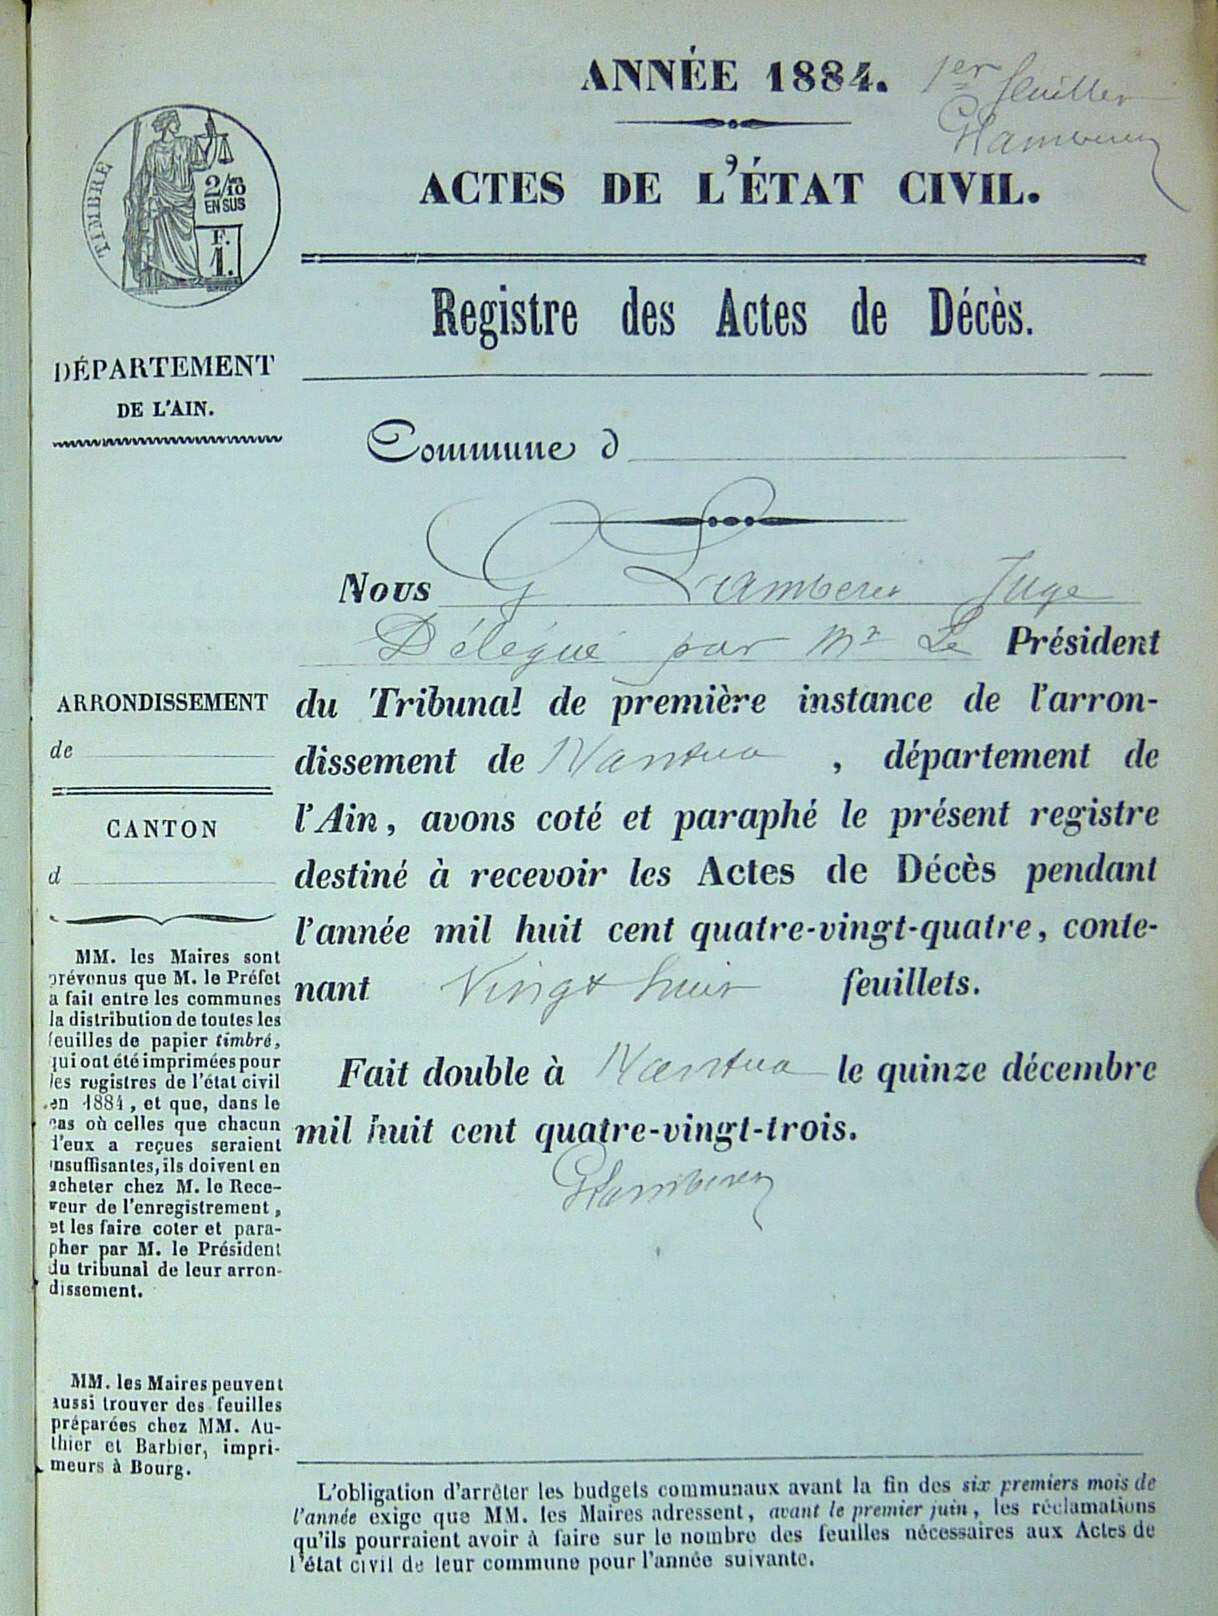 ANNÉE 1884.
1er feuillet
GLamberer
ACTES DE L'ÉTAT CIVIL.
TIMBRE
2/10 EN SUS
F.
1.
Registre des Actes de Décès.
DÉPARTEMENT
DE L'AIN.
Commune d
Nous G Lamberer Juge
Délégué par Mr Le Président
du Tribunal de première instance de l'arron-
dissement de Nantua, département de
l'Ain, avons coté et paraphé le présent registre
destiné à recevoir les Actes de Décès pendant
l'année mil huit cent quatre-vingt-quatre, conte-
nant Vingt huit feuillets.
Fait double à Nantua le quinze décembre
mil huit cent quatre-vingt-trois.
GLamberer
ARRONDISSEMENT
de
CANTON
d
MM. les Maires sont
prévenus que M. le Préfet
a fait entre les communes
la distribution de toutes les
feuilles de papier timbré,
qui ont été imprimées pour
les registres de l'état civil
en 1884, et que, dans le
cas où celles que chacun
d'eux a reçues seraient
insuffisantes, ils doivent en
acheter chez M. le Rece-
veur de l'enregistrement,
et les faire coter et para-
pher par M. le Président
du tribunal de leur arron-
dissement.
MM. les Maires peuvent
aussi trouver des feuilles
préparées chez MM. Au-
thier et Barbier, impri-
meurs à Bourg.
L'obligation d'arrêter les budgets communaux avant la fin des six premiers mois de
l'année exige que MM. les Maires adressent, avant le premier juin, les réclamations
qu'ils pourraient avoir à faire sur le nombre des feuilles nécessaires aux Actes de
l'état civil de leur commune pour l'année suivante.